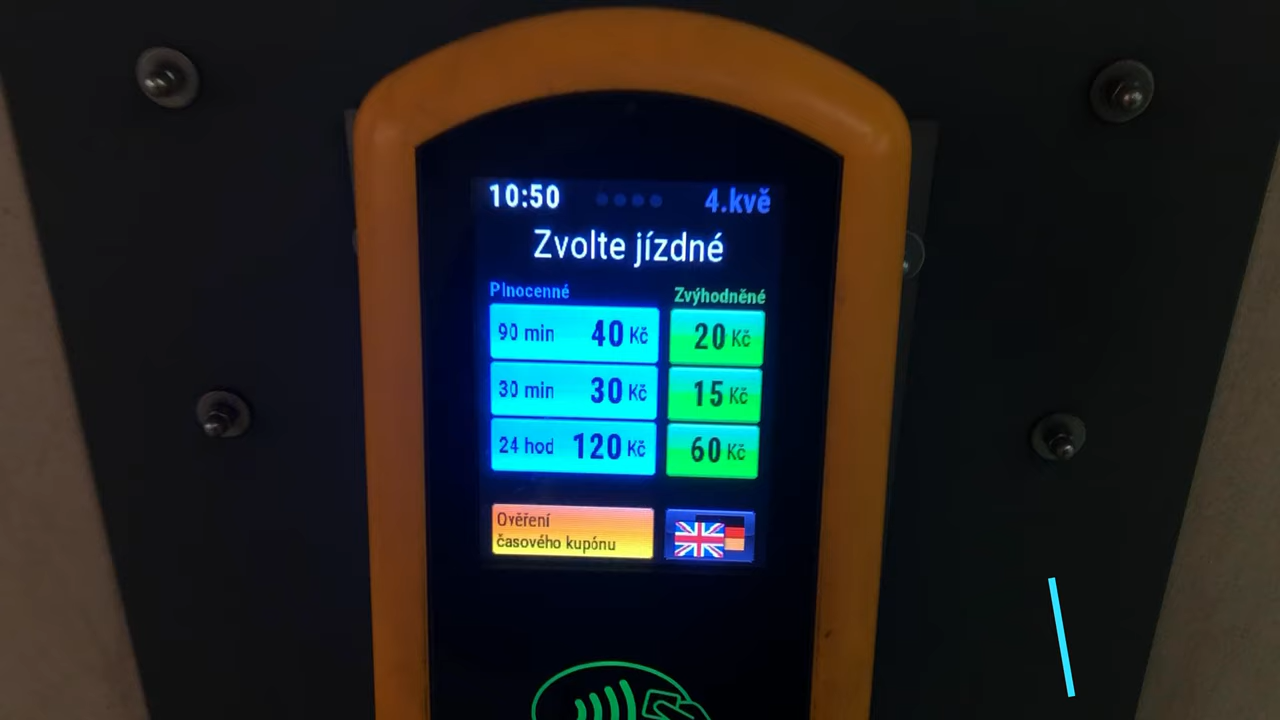 10:50 4.kvě
Zvolte jízdné
Plnocenné Zvýhodněné
90 min 40 Kč 20 Kč
30 min 30 Kč 15 Kč
24 hod 120 Kč 60 Kč
Ověření
časového kupónu